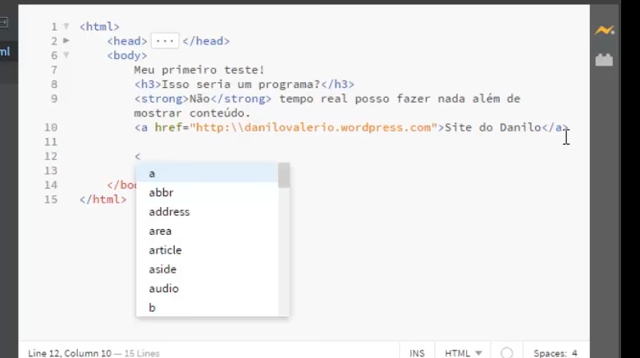 ml
1 <html>
2 <head> ... </head>
6 <body>
7 Meu primeiro teste!
8 <h3>Isso seria um programa?</h3>
9 <strong>Não</strong> tempo real posso fazer nada além de
mostrar conteúdo.
10 <a href="http:\\danilovalerio.wordpress.com">Site do Danilo</a>
11
12 <
13 a
abbr
address
area
article
aside
audio
b
14 </bo
15 </html>
Line 12, Column 10 — 15 Lines
INS HTML Spaces: 4